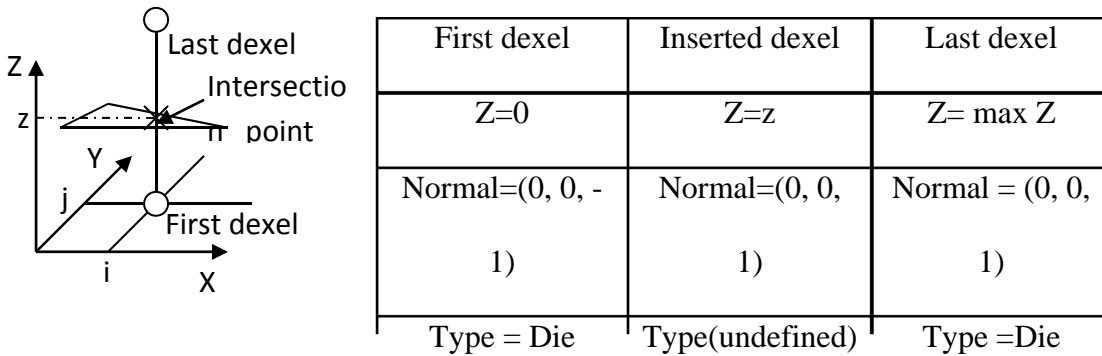 Last dexel
Z
Intersectio
n point
z
Y
j
First dexel
i
X
First dexel Inserted dexel Last dexel
Z=0 Z=z Z= max Z
Normal=(0, 0, - Normal=(0, 0, Normal = (0, 0,
1) 1) 1)
Type = Die Type(undefined) Type =Die